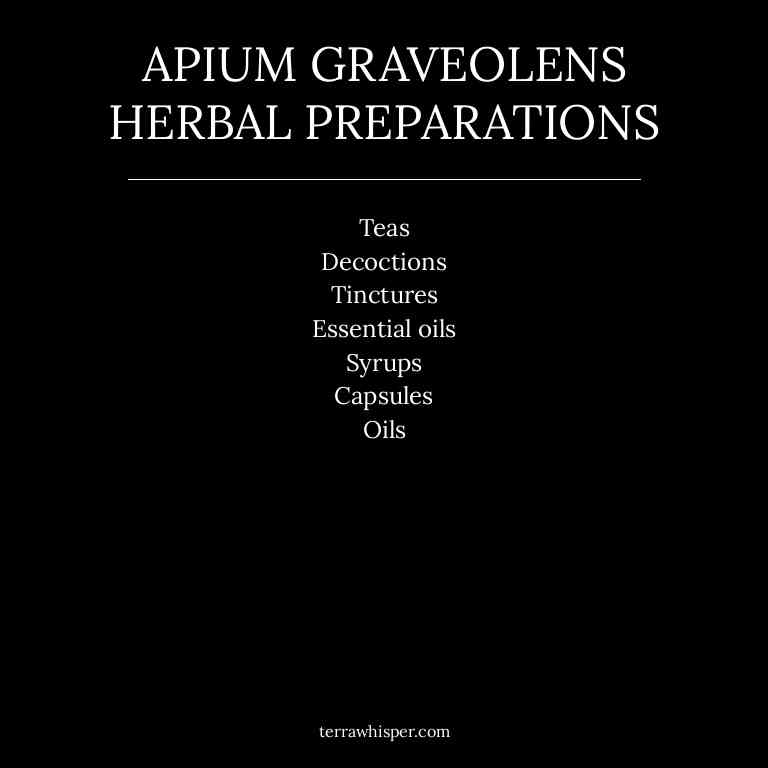 APIUM GRAVEOLENS
HERBAL PREPARATIONS
Teas
Decoctions
Tinctures
Essential oils
Syrups
Capsules
Oils
terrawhisper.com